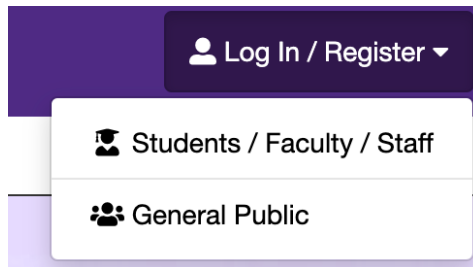 Log In / Register
Students / Faculty / Staff
General Public